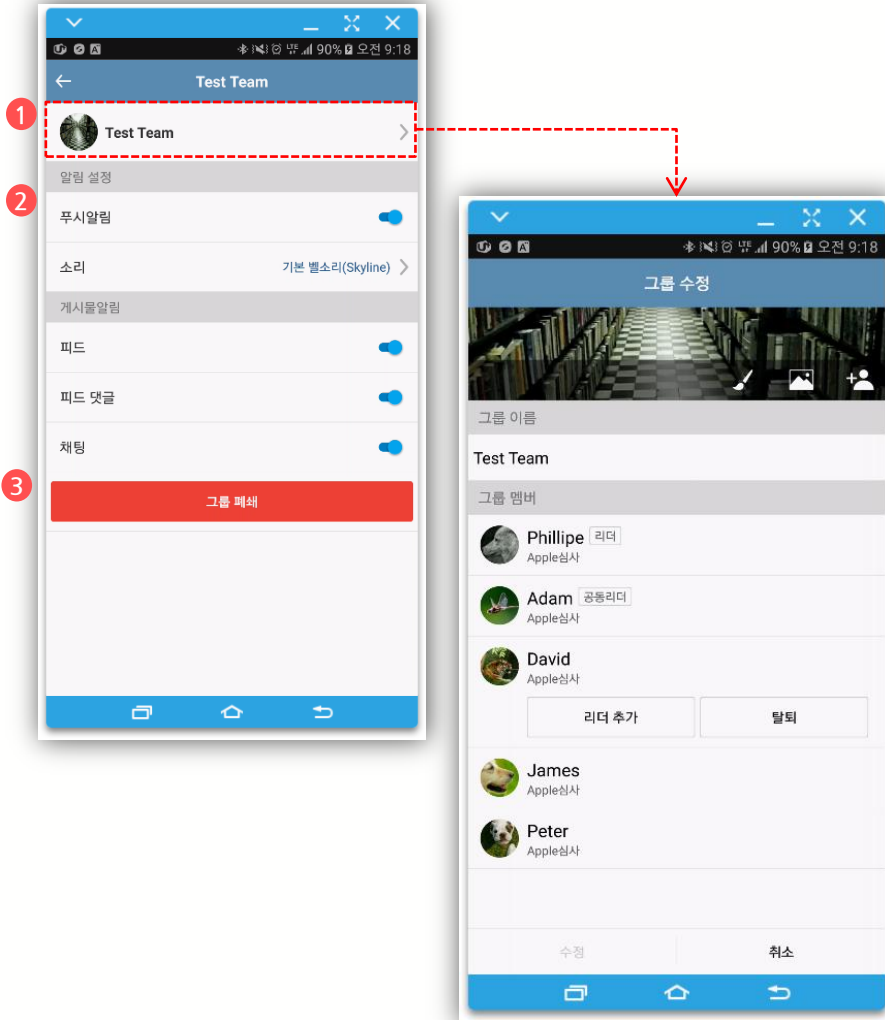 90% 오전 9:18
Test Team
1
Test Team
알림 설정
2
푸시알림
소리 기본 벨소리(Skyline)
게시물알림
피드
피드 댓글
채팅
3
그룹 폐쇄
90% 오전 9:18
그룹 수정
그룹 이름
Test Team
그룹 멤버
Phillipe 리더
Apple심사
Adam 공동리더
Apple심사
David
Apple심사
리더 추가 탈퇴
James
Apple심사
Peter
Apple심사
수정 취소